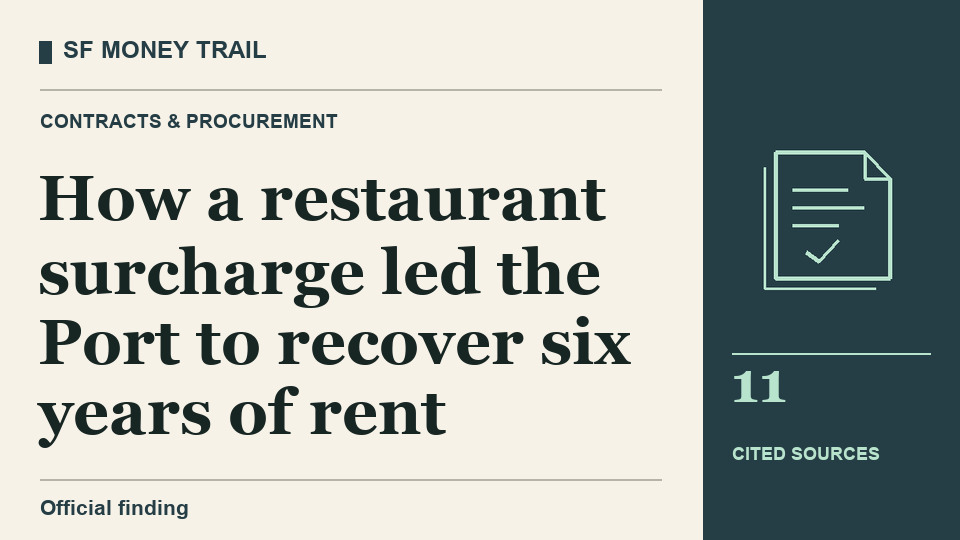 SF MONEY TRAIL
CONTRACTS & PROCUREMENT
How a restaurant
surcharge led the
Port to recover six
years of rent
Official finding
11
CITED SOURCES